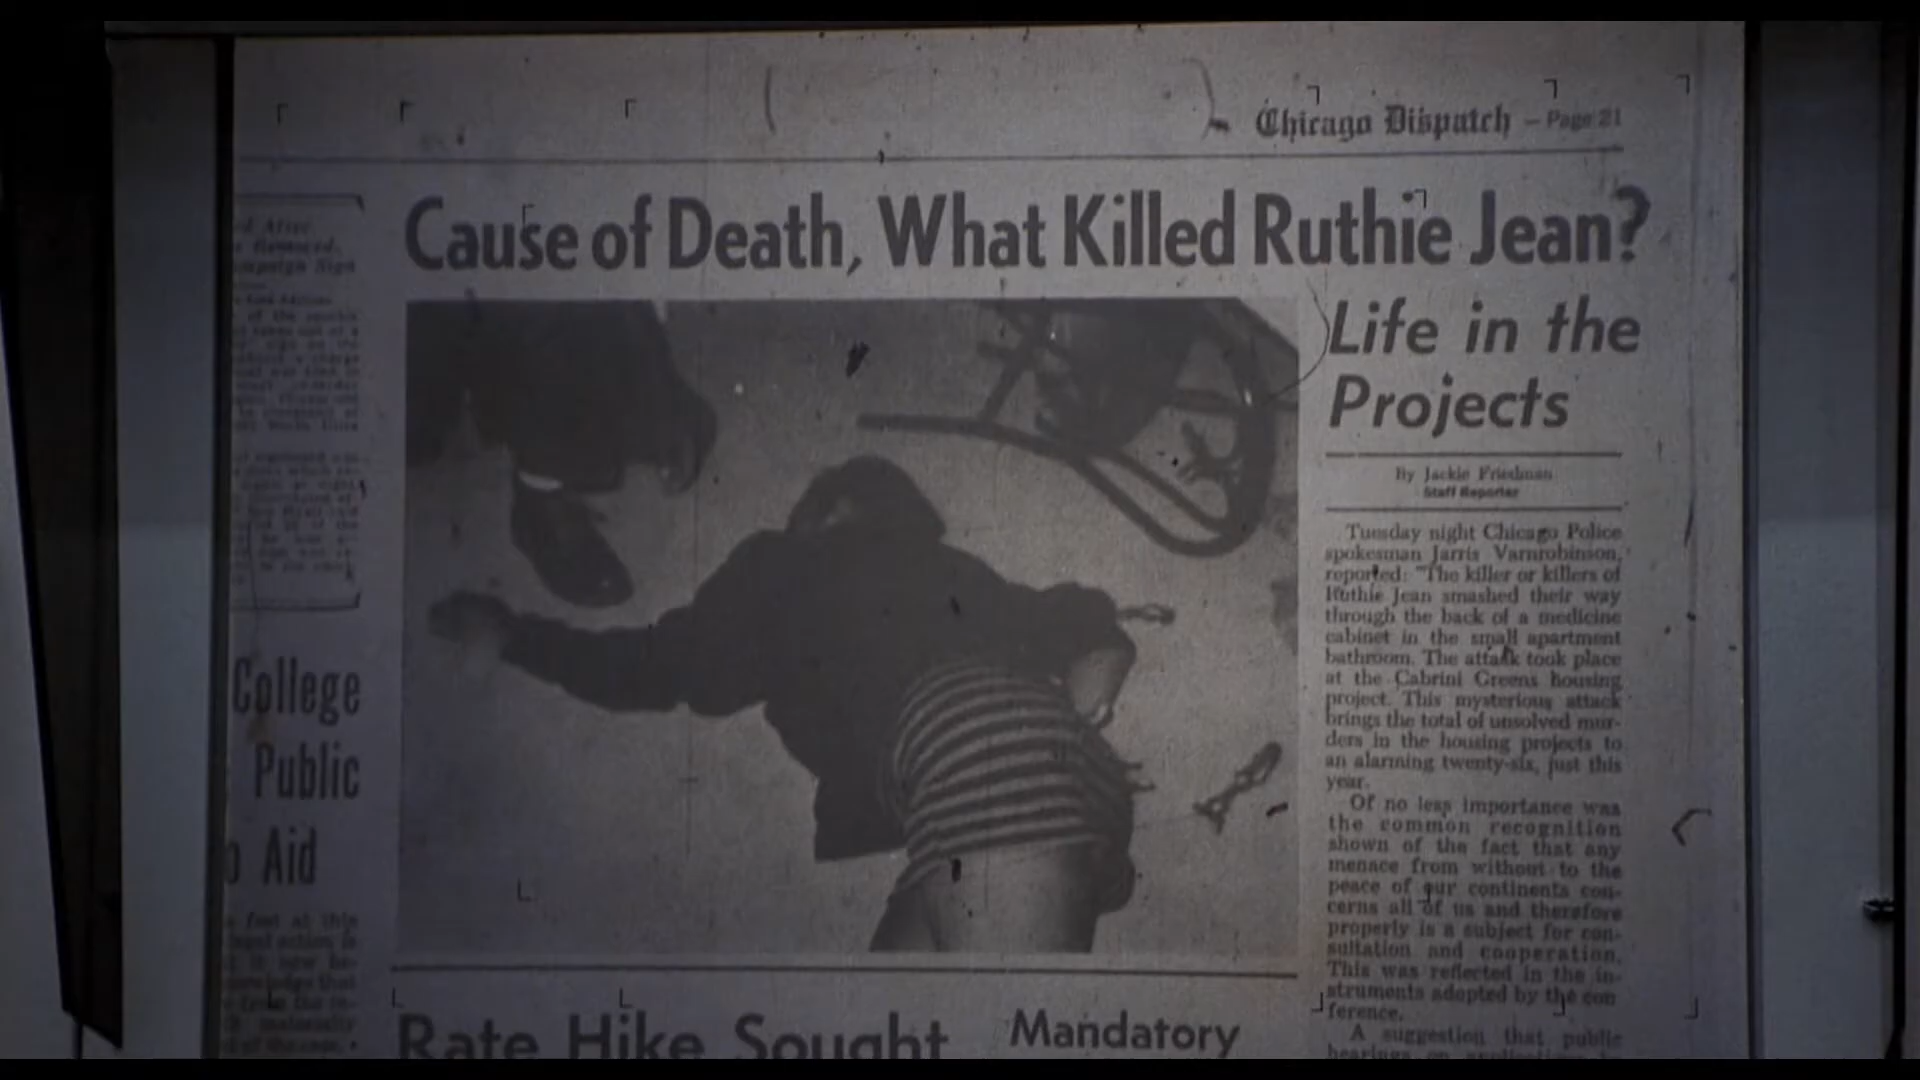 Chicago Dispatch — Page 21
Cause of Death, What Killed Ruthie Jean?
Life in the
Projects
By Jackie Friedman
Staff Reporter
Tuesday night Chicago Police
spokesman Jarris Varnrobinson,
reported: "The killer or killers of
Ruthie Jean smashed their way
through the back of a medicine
cabinet in the small apartment
bathroom. The attak took place
at the Cabrini Greens housing
project. This mysterious attack
brings the total of unsolved mur-
ders in the housing projects to
an alarming twenty-six, just this
year.
Of no less importance was
the common recognition
shown of the fact that any
menace from without to the
peace of our continents con-
cerns all of us and therefore
properly is a subject for con-
sultation and cooperation.
This was reflected in the in-
struments adopted by the con
ference.
A suggestion that public
hearings on
College
Public
Aid
Rate Hike Sought
Mandatory